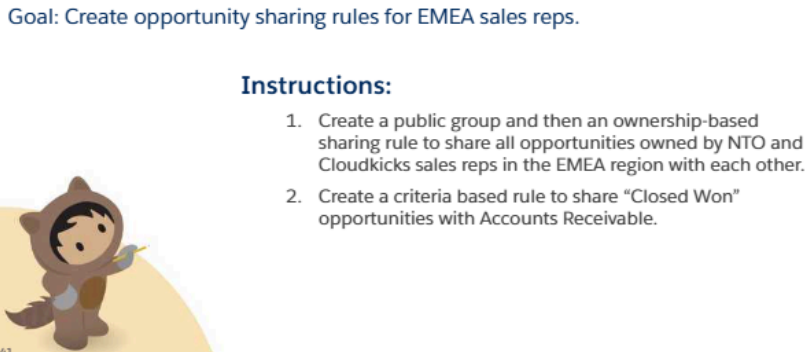 Goal: Create opportunity sharing rules for EMEA sales reps.
Instructions:
1. Create a public group and then an ownership-based
sharing rule to share all opportunities owned by NTO and
Cloudkicks sales reps in the EMEA region with each other.
2. Create a criteria based rule to share “Closed Won”
opportunities with Accounts Receivable.